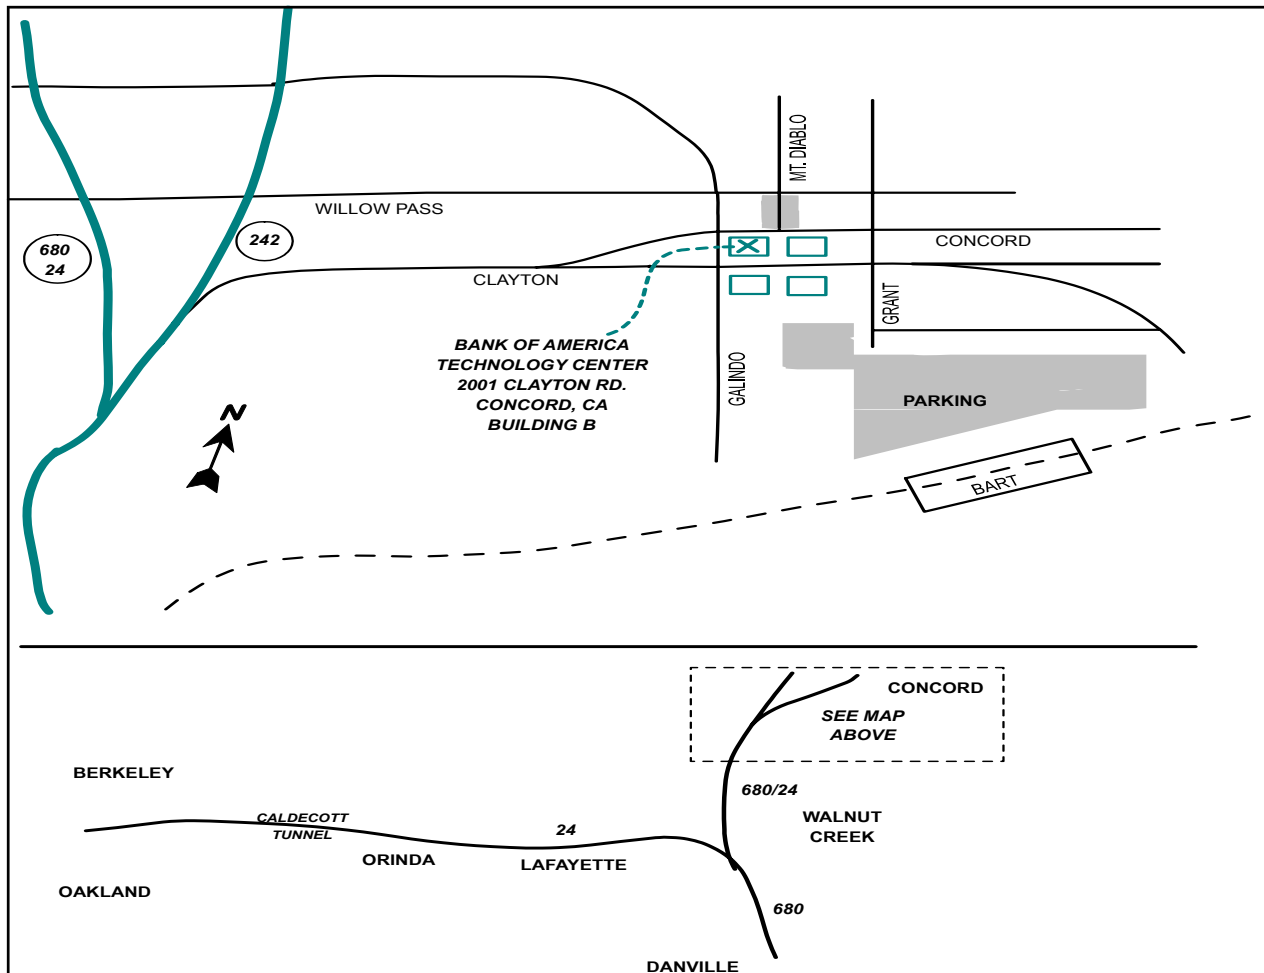 MT. DIABLO
WILLOW PASS
680
24
242
CONCORD
CLAYTON
GRANT
BANK OF AMERICA
TECHNOLOGY CENTER
2001 CLAYTON RD.
CONCORD, CA
BUILDING B
GALINDO
PARKING
N
BART
CONCORD
SEE MAP
ABOVE
BERKELEY
680/24
CALDECOTT
TUNNEL
24
WALNUT
CREEK
ORINDA
LAFAYETTE
OAKLAND
680
DANVILLE